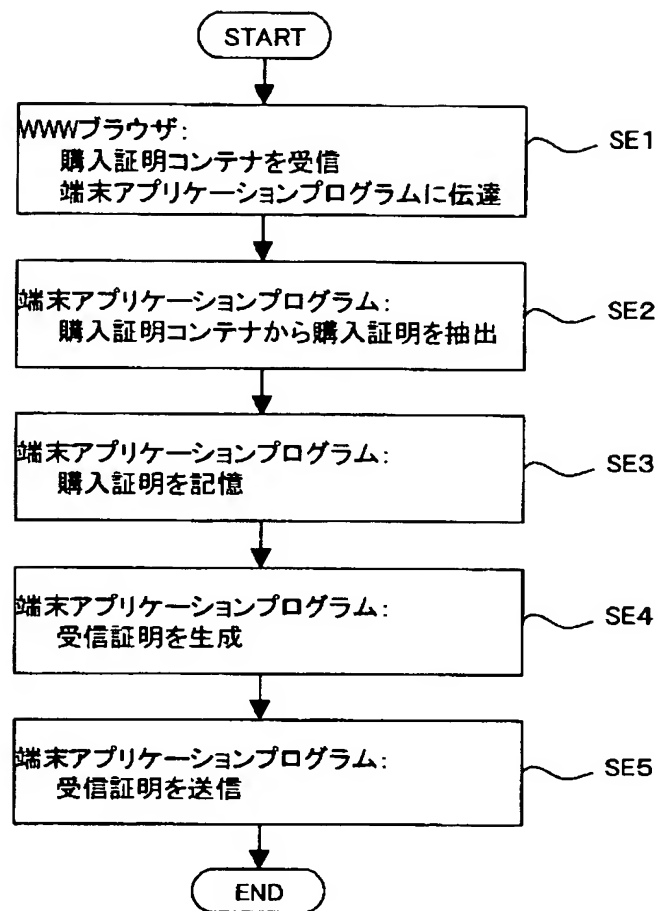 START
WWWブラウザ:
購入証明コンテナを受信
端末アプリケーションプログラムに伝達
SE1
端末アプリケーションプログラム:
購入証明コンテナから購入証明を抽出
SE2
端末アプリケーションプログラム:
購入証明を記憶
SE3
端末アプリケーションプログラム:
受信証明を生成
SE4
端末アプリケーションプログラム:
受信証明を送信
SE5
END